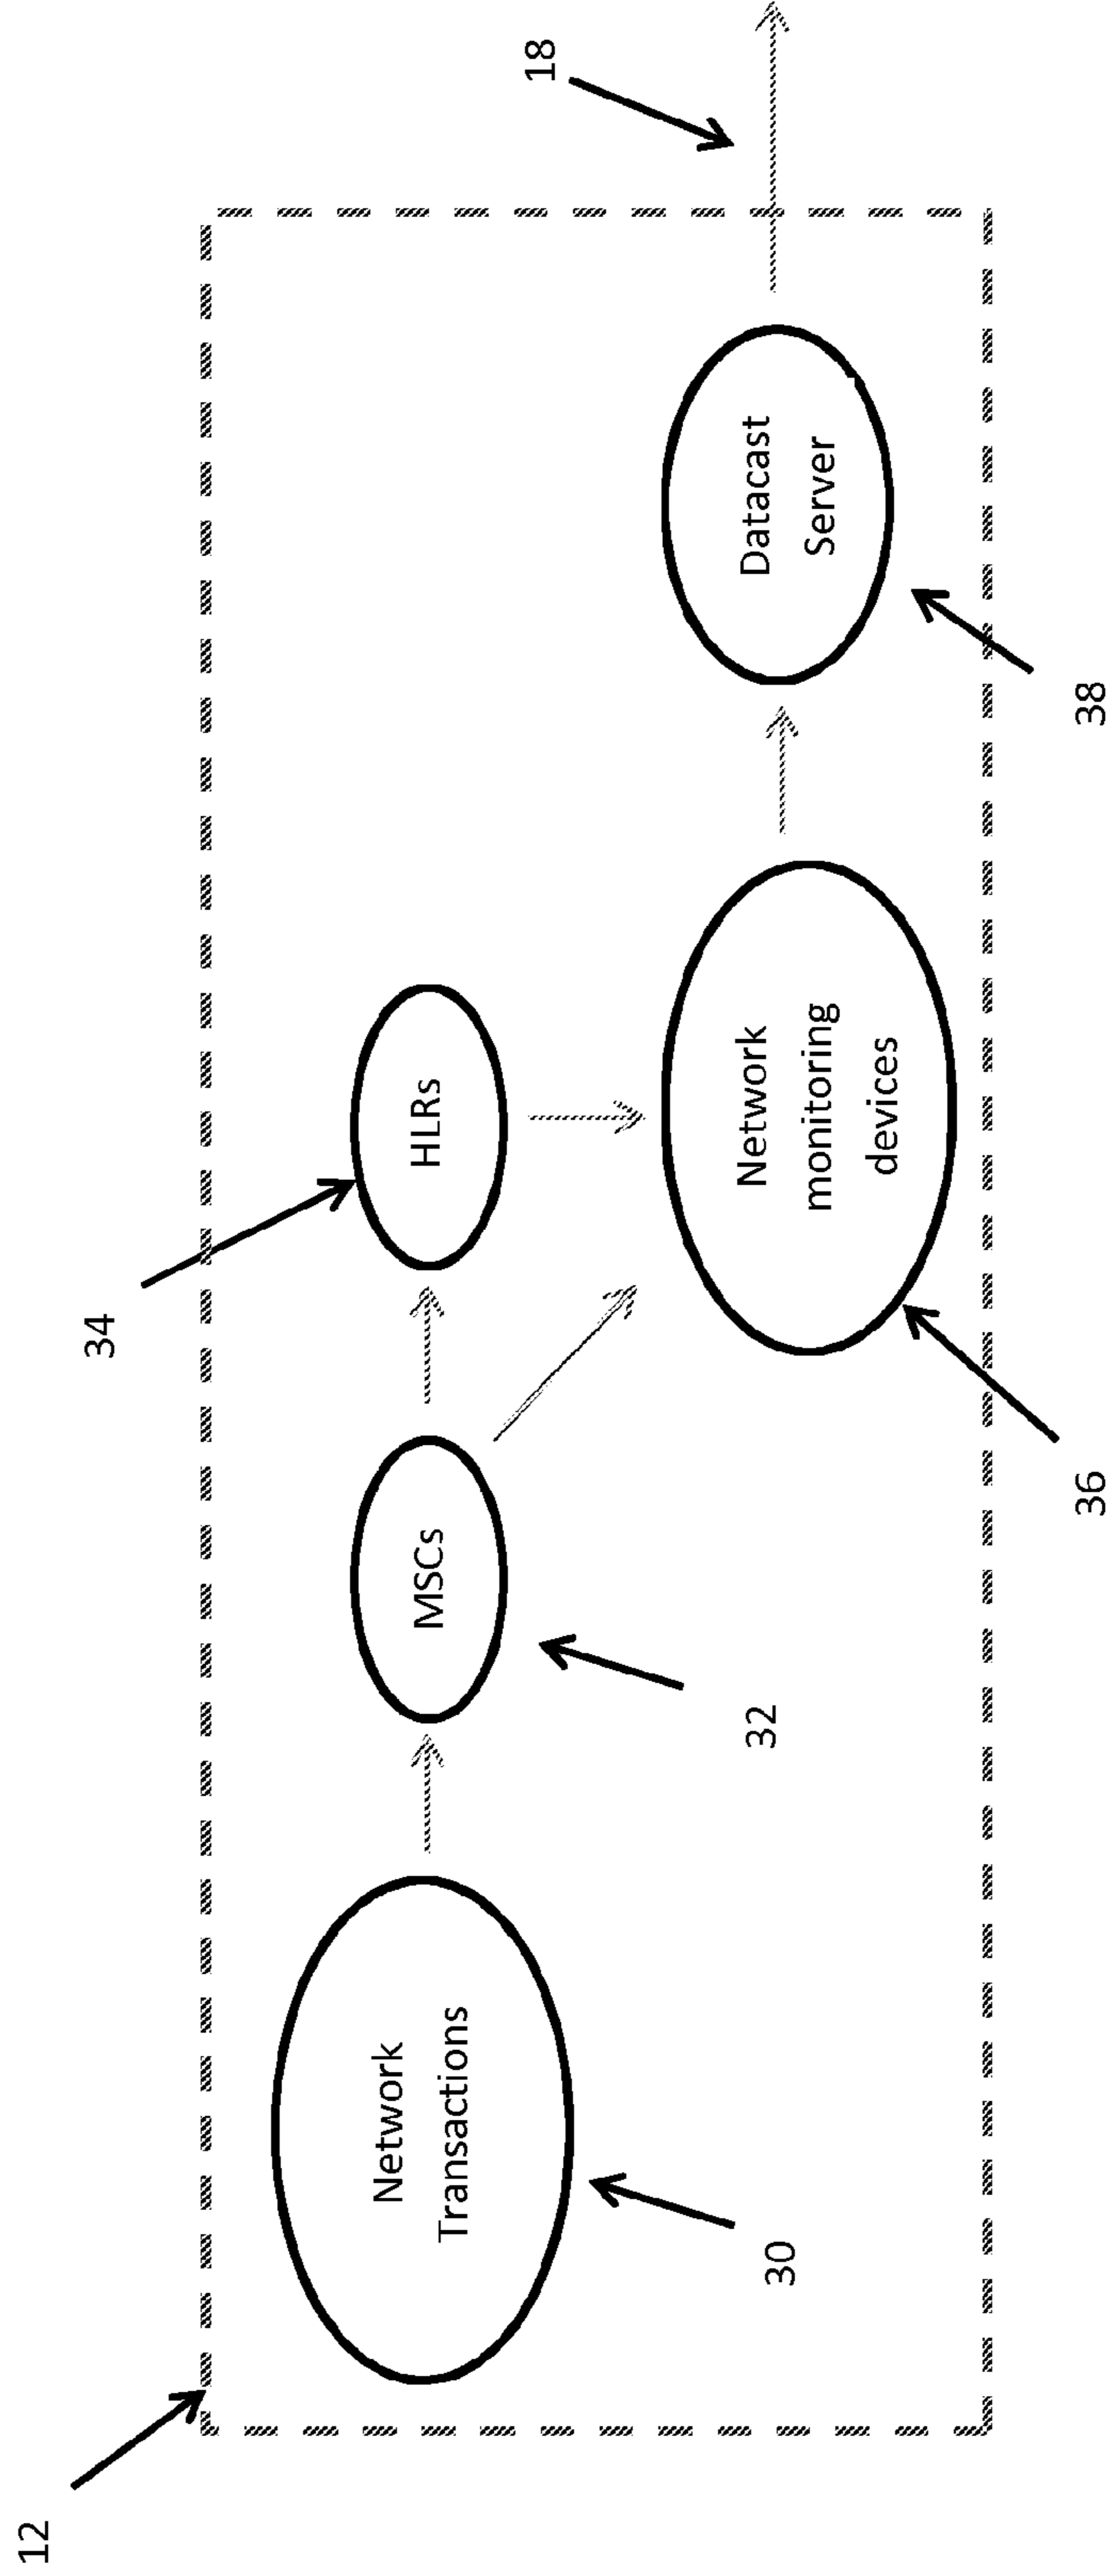 12
34
18
Network
Transactions
MSCs
HLRs
30
32
Network
monitoring
devices
Datacast
Server
36
38